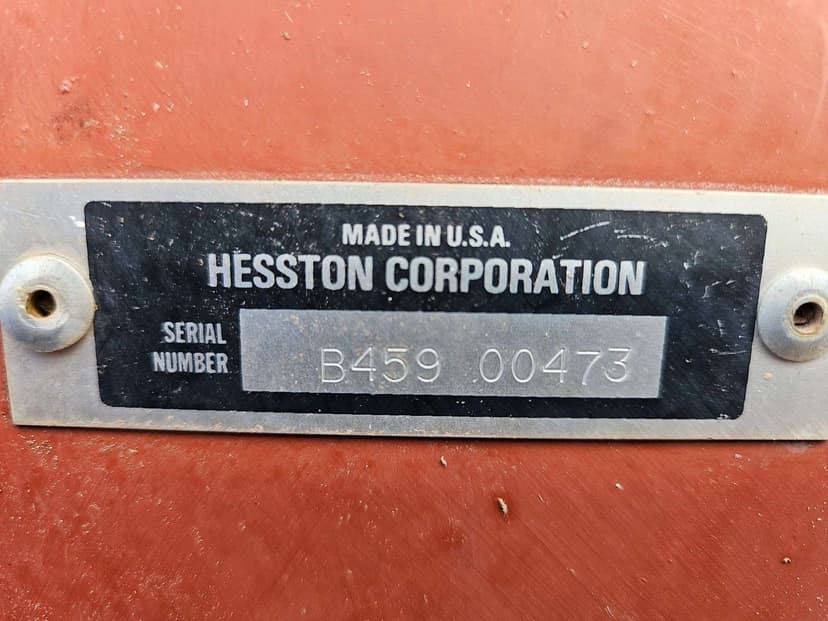 MADE IN U.S.A.
HESSTON CORPORATION
SERIAL
NUMBER
B459 00473